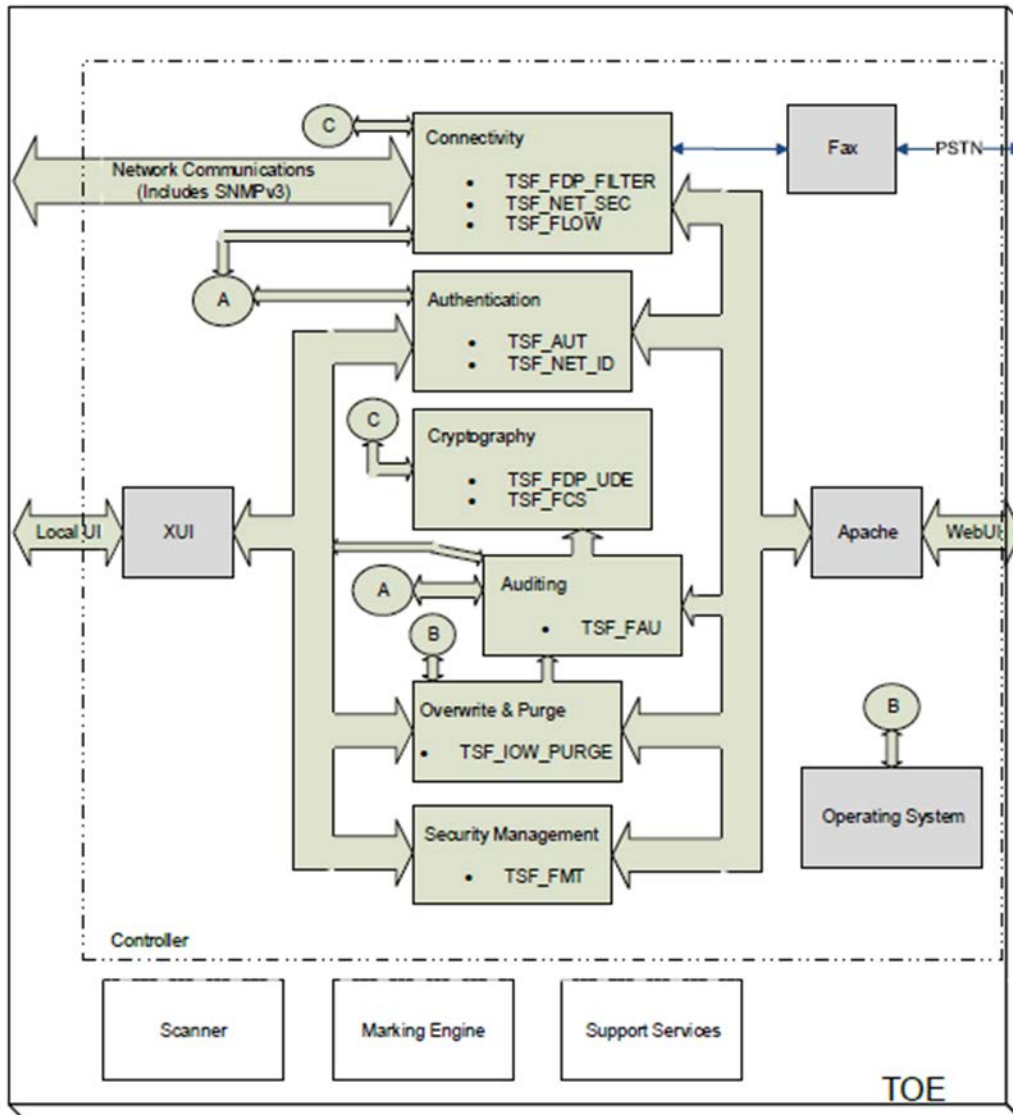 C
Connectivity
• TSF_FDP_FILTER
• TSF_NET_SEC
• TSF_FLOW
Fax
PSTN
Network Communications
(Includes SNMPv3)
A
Authentication
• TSF_AUT
• TSF_NET_ID
C
Cryptography
• TSF_FDP_UDE
• TSF_FCS
Local UI
XUI
Apache
WebUI
A
Auditing
• TSF_FAU
B
Overwrite & Purge
• TSF_IOW_PURGE
B
Operating System
Security Management
• TSF_FMT
Controller
Scanner
Marking Engine
Support Services
TOE